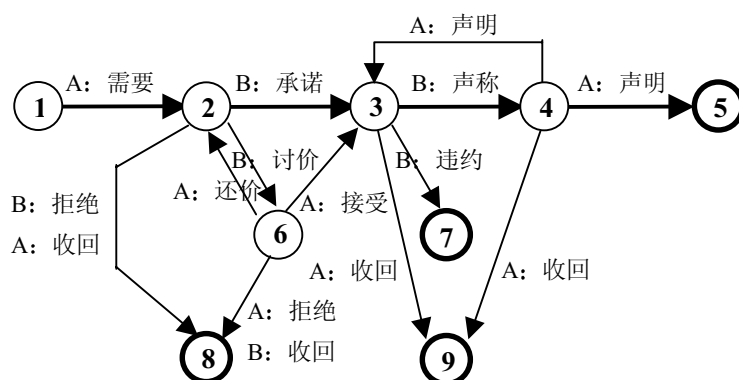 A：声明
A：需要
B：承诺
B：声称
A：声明
1
2
3
4
5
B：讨价
B：违约
A：还价
A：接受
B：拒绝
6
7
A：收回
A：收回
A：收回
A：拒绝
B：收回
8
9